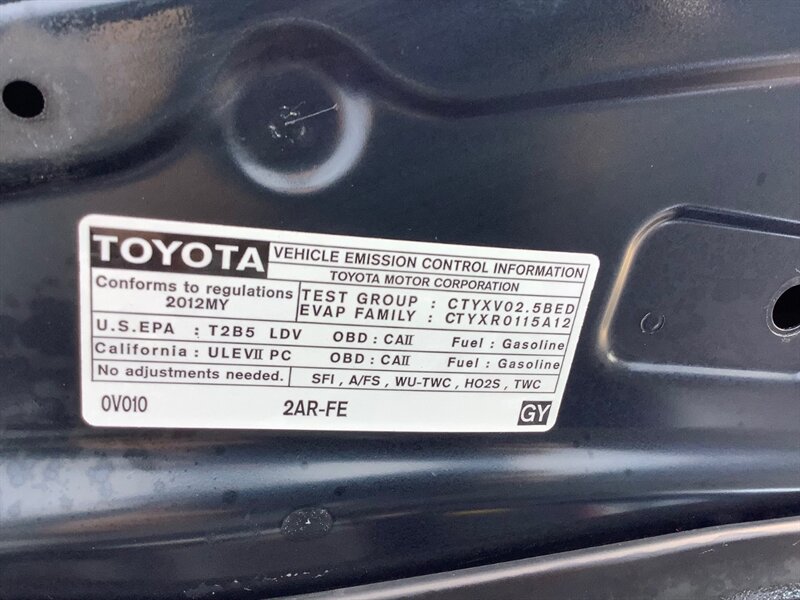 TOYOTA VEHICLE EMISSION CONTROL INFORMATION
TOYOTA MOTOR CORPORATION
Conforms to regulations
2012MY
TEST GROUP : CTYXV02.5BED
EVAP FAMILY : CTYXR0115A12
U.S.EPA : T2B5 LDV OBD : CAII Fuel : Gasoline
California : ULEVII PC OBD : CAII Fuel : Gasoline
No adjustments needed. SFI , A/FS, WU-TWC , HO2S , TWC
0V010 2AR-FE GY